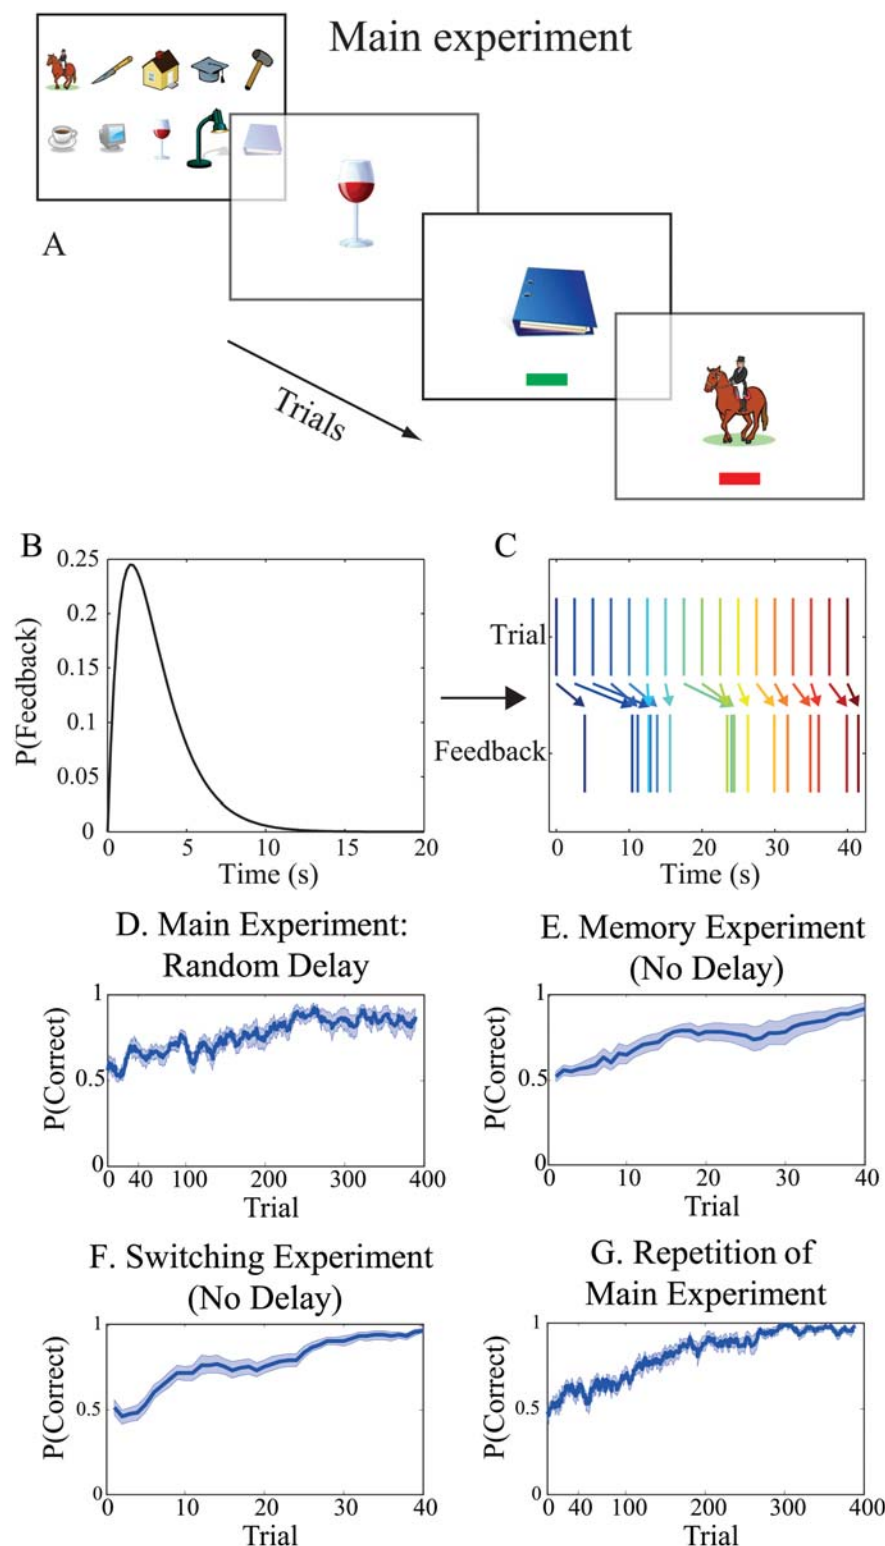 Main experiment
A
Trials
B
0.25
0.2
0.15
0.1
0.05
0
P(Feedback)
0 5 10 15 20
Time (s)
C
Trial
Feedback
0 10 20 30 40
Time (s)
D. Main Experiment:
Random Delay
1
0.5
0
P(Correct)
0 40 100 200 300 400
Trial
E. Memory Experiment
(No Delay)
1
0.5
0
P(Correct)
0 10 20 30 40
Trial
F. Switching Experiment
(No Delay)
1
0.5
0
P(Correct)
0 10 20 30 40
Trial
G. Repetition of
Main Experiment
1
0.5
0
P(Correct)
0 40 100 200 300 400
Trial